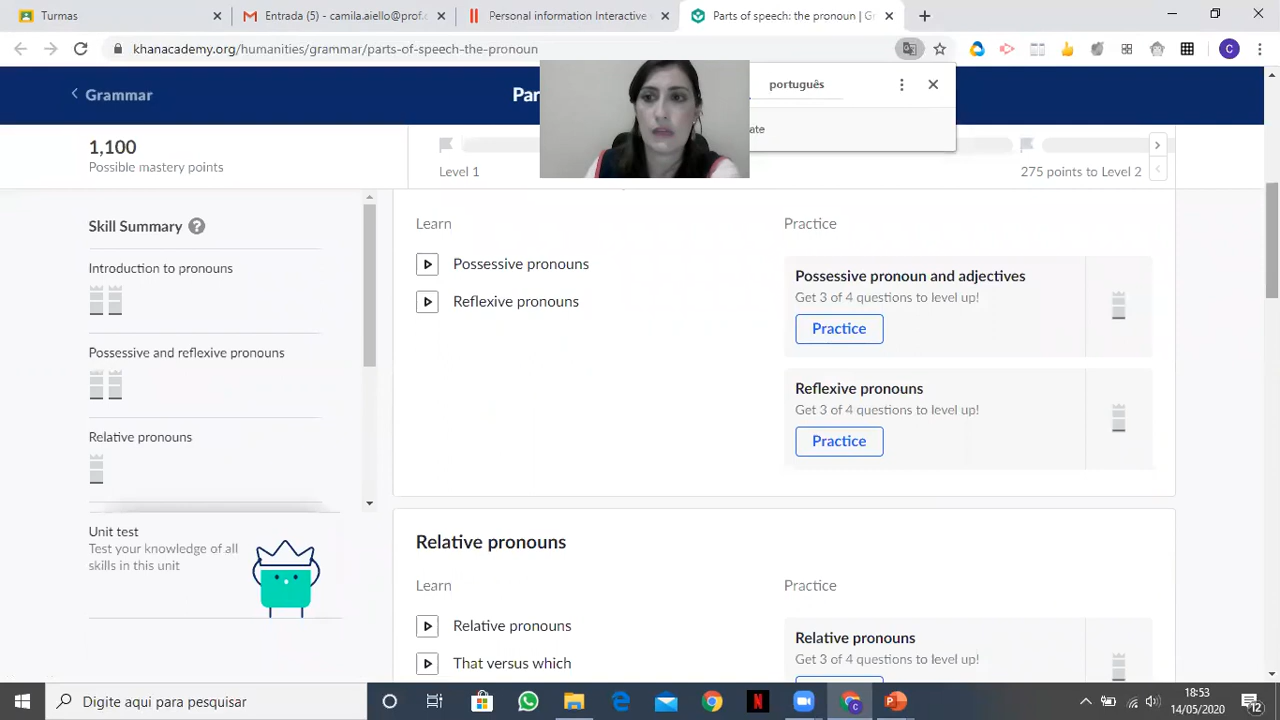 Turmas
Entrada (5) - camila.aiello@prof.
Personal information Interactive
Parts of speech: the pronoun | Gr
khanacademy.org/humanities/grammar/parts-of-speech-the-pronoun
C
português
Grammar
Par
ate
1,100
Possible mastery points
Level 1
275 points to Level 2
Skill Summary
Introduction to pronouns
Possessive and reflexive pronouns
Relative pronouns
Unit test
Test your knowledge of all
skills in this unit
Learn
Possessive pronouns
Reflexive pronouns
Practice
Possessive pronoun and adjectives
Get 3 of 4 questions to level up!
Practice
Reflexive pronouns
Get 3 of 4 questions to level up!
Practice
Relative pronouns
Learn
Relative pronouns
That versus which
Practice
Relative pronouns
Get 3 of 4 questions to level up!
Digite aqui para pesquisar
18:53
14/05/2020
12